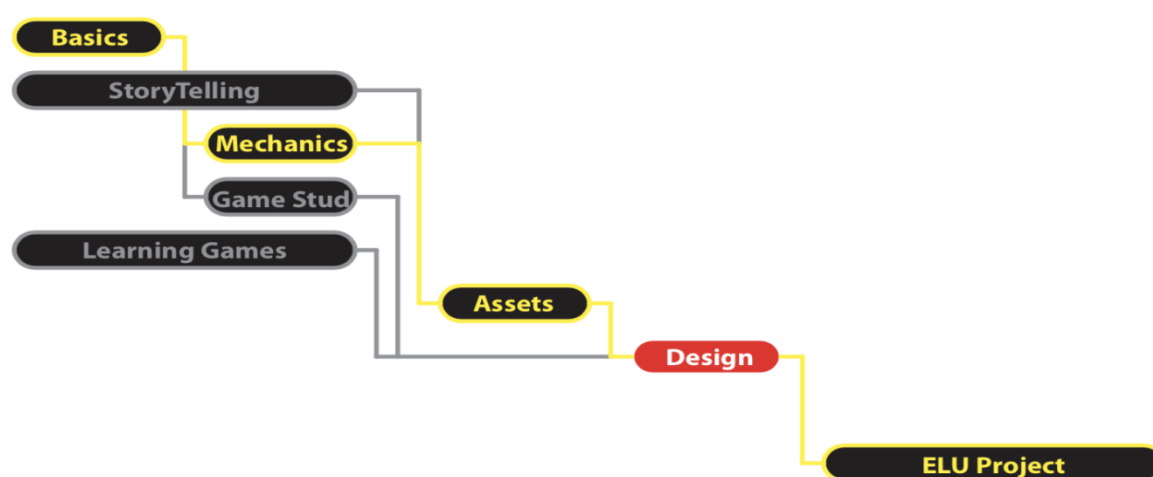 Basics
StoryTelling
Mechanics
Game Stud
Learning Games
Assets
Design
ELU Project